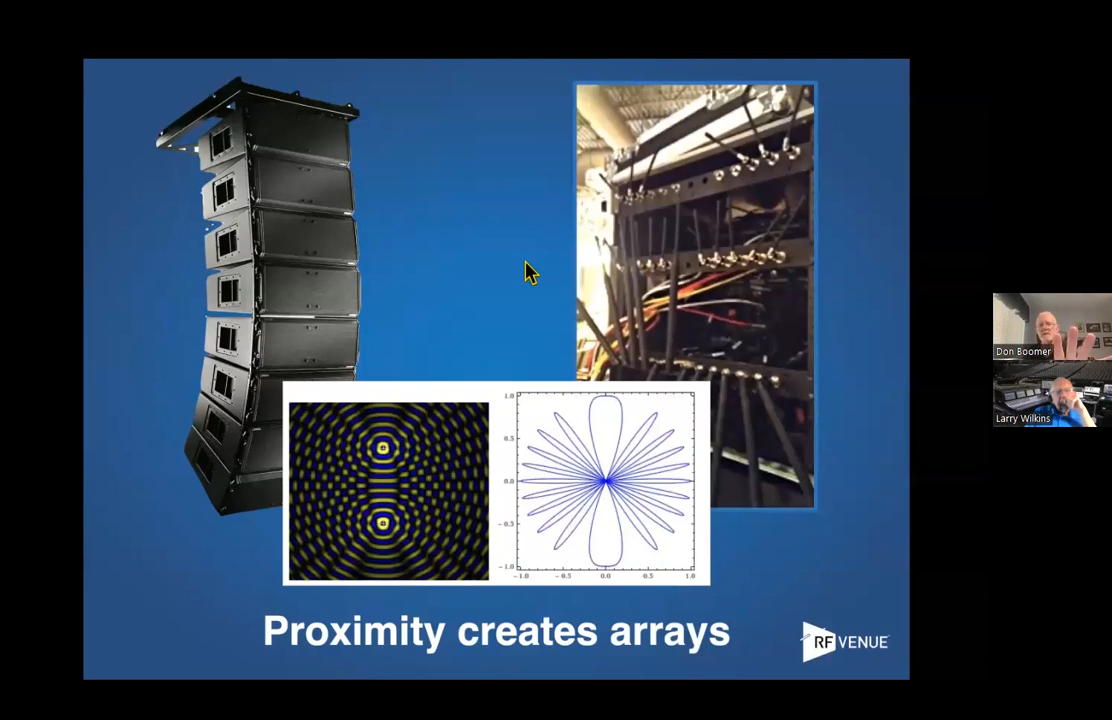 1.0
0.5
0.0
-0.5
-1.0
-1.0 -0.5 0.0 0.5 1.0
Proximity creates arrays
RF VENUE
Don Boomer
Larry Wilkins